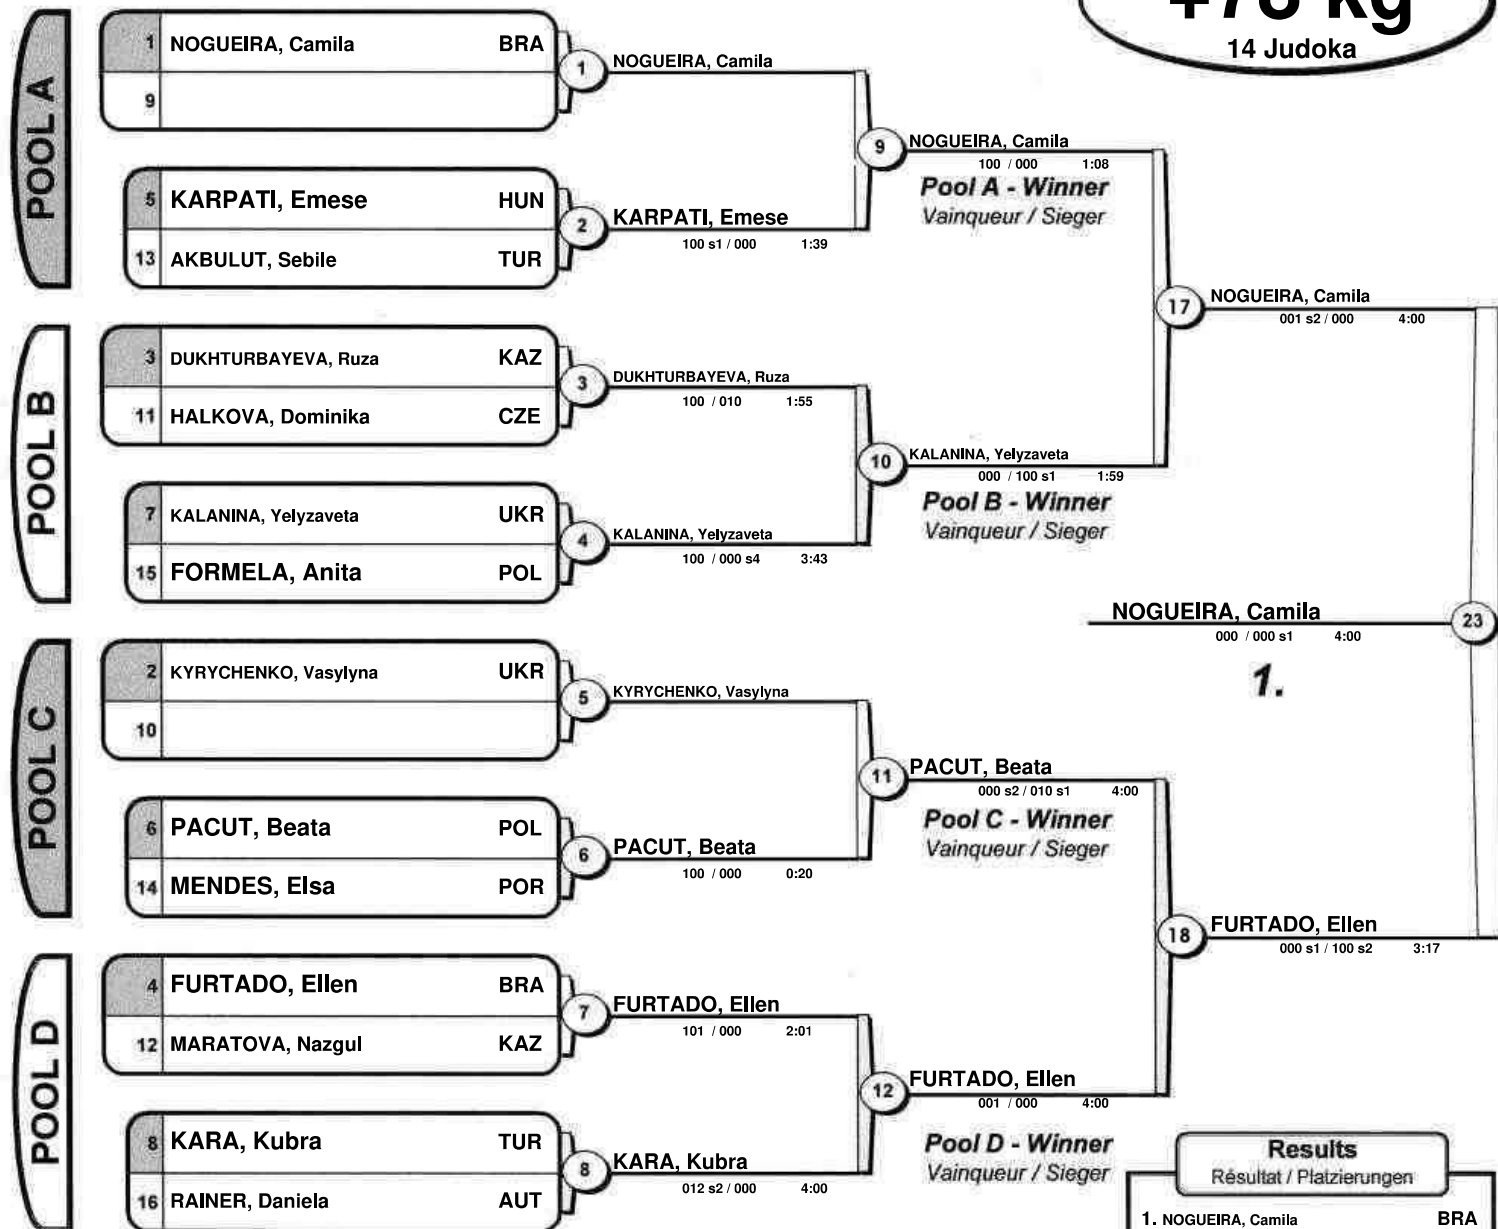 +78 kg
14 Judoka
POOL A
1 NOGUEIRA, Camila BRA
9
1
NOGUEIRA, Camila
5 KARPATI, Emese HUN
13 AKBULUT, Sebile TUR
2
KARPATI, Emese
100 s1 / 000 1:39
9
NOGUEIRA, Camila
100 / 000 1:08
Pool A - Winner
Vainqueur / Sieger
POOL B
3 DUKHTURBAYEVA, Ruza KAZ
11 HALKOVA, Dominika CZE
3
DUKHTURBAYEVA, Ruza
100 / 010 1:55
7 KALANINA, Yelyzaveta UKR
15 FORMELA, Anita POL
4
KALANINA, Yelyzaveta
100 / 000 s4 3:43
10
KALANINA, Yelyzaveta
000 / 100 s1 1:59
Pool B - Winner
Vainqueur / Sieger
17
NOGUEIRA, Camila
001 s2 / 000 4:00
NOGUEIRA, Camila
000 / 000 s1 4:00
23
1.
POOL C
2 KYRYCHENKO, Vasylyna UKR
10
5
KYRYCHENKO, Vasylyna
6 PACUT, Beata POL
14 MENDES, Elsa POR
6
PACUT, Beata
100 / 000 0:20
11
PACUT, Beata
000 s2 / 010 s1 4:00
Pool C - Winner
Vainqueur / Sieger
18
FURTADO, Ellen
000 s1 / 100 s2 3:17
POOL D
4 FURTADO, Ellen BRA
12 MARATOVA, Nazgul KAZ
7
FURTADO, Ellen
101 / 000 2:01
8 KARA, Kubra TUR
16 RAINER, Daniela AUT
8
KARA, Kubra
012 s2 / 000 4:00
12
FURTADO, Ellen
001 / 000 4:00
Pool D - Winner
Vainqueur / Sieger
Results
Résultat / Platzierungen
1. NOGUEIRA, Camila BRA